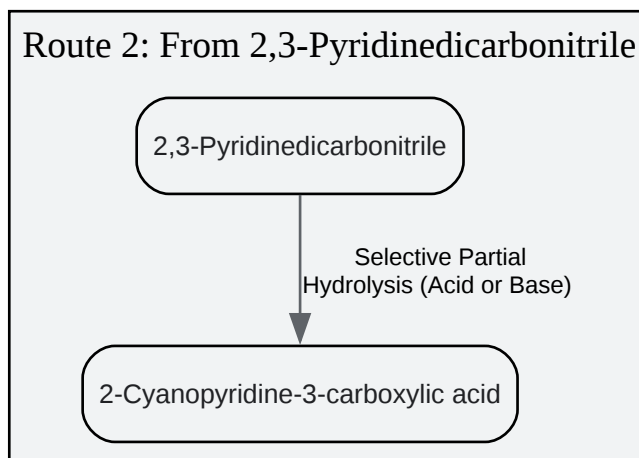 Route 2: From 2,3-Pyridinedicarbonitrile
2,3-Pyridinedicarbonitrile
Selective Partial
Hydrolysis (Acid or Base)
2-Cyanopyridine-3-carboxylic acid